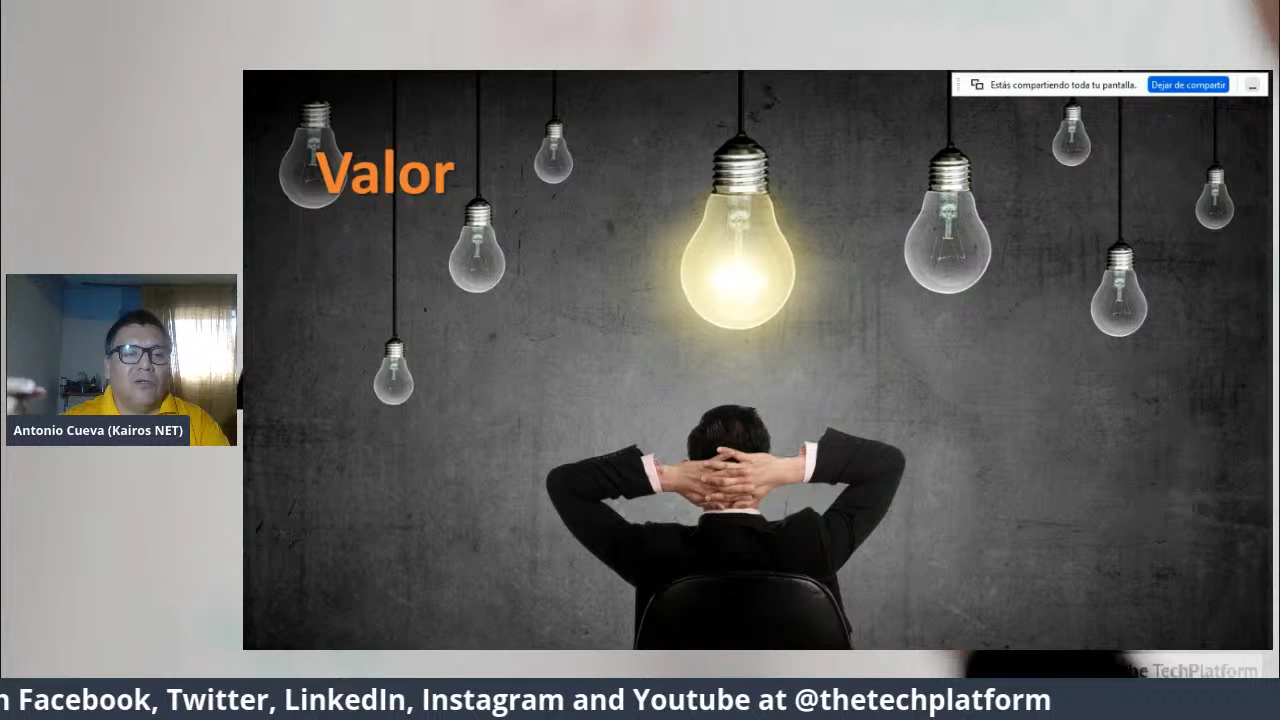 Estás compartiendo toda tu pantalla.
Dejar de compartir
Valor
Antonio Cueva (Kairos NET)
TechPlatform
Facebook, Twitter, LinkedIn, Instagram and Youtube at @thetechplatform